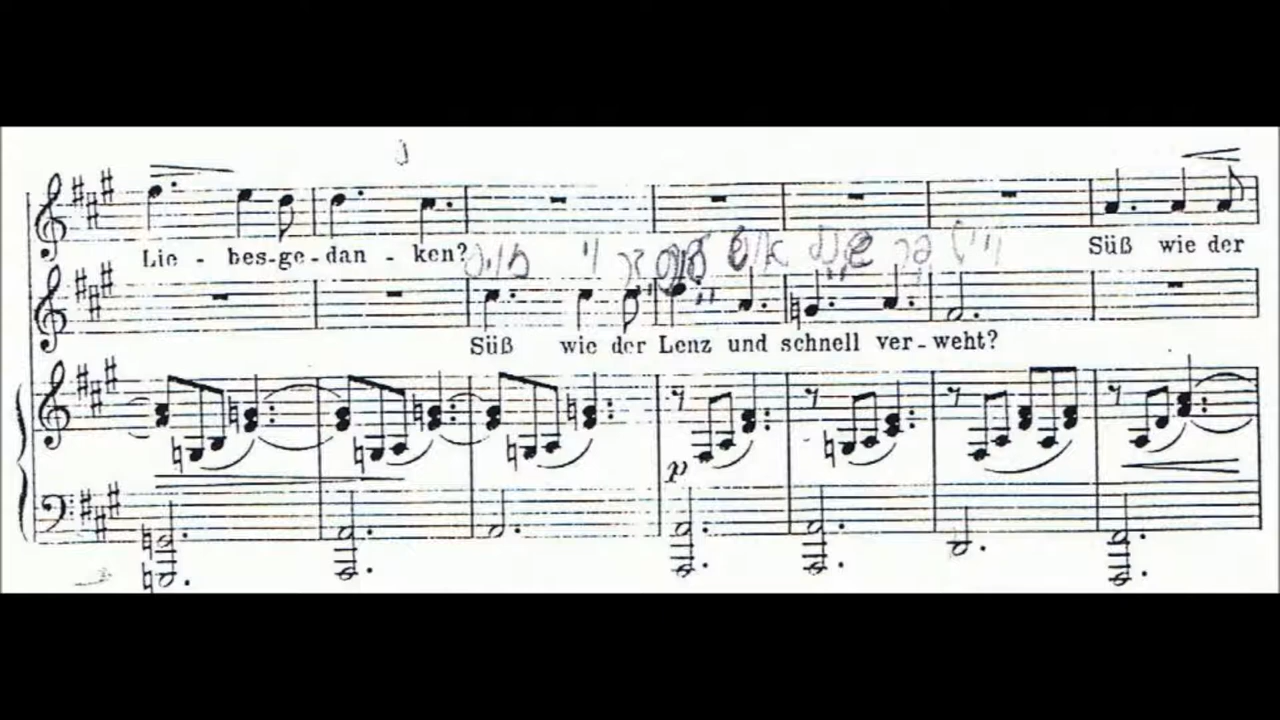 Lie - bes-ge-dan - ken?
Süß wie der
Süß wie der Lenz und schnell ver-weht?
p